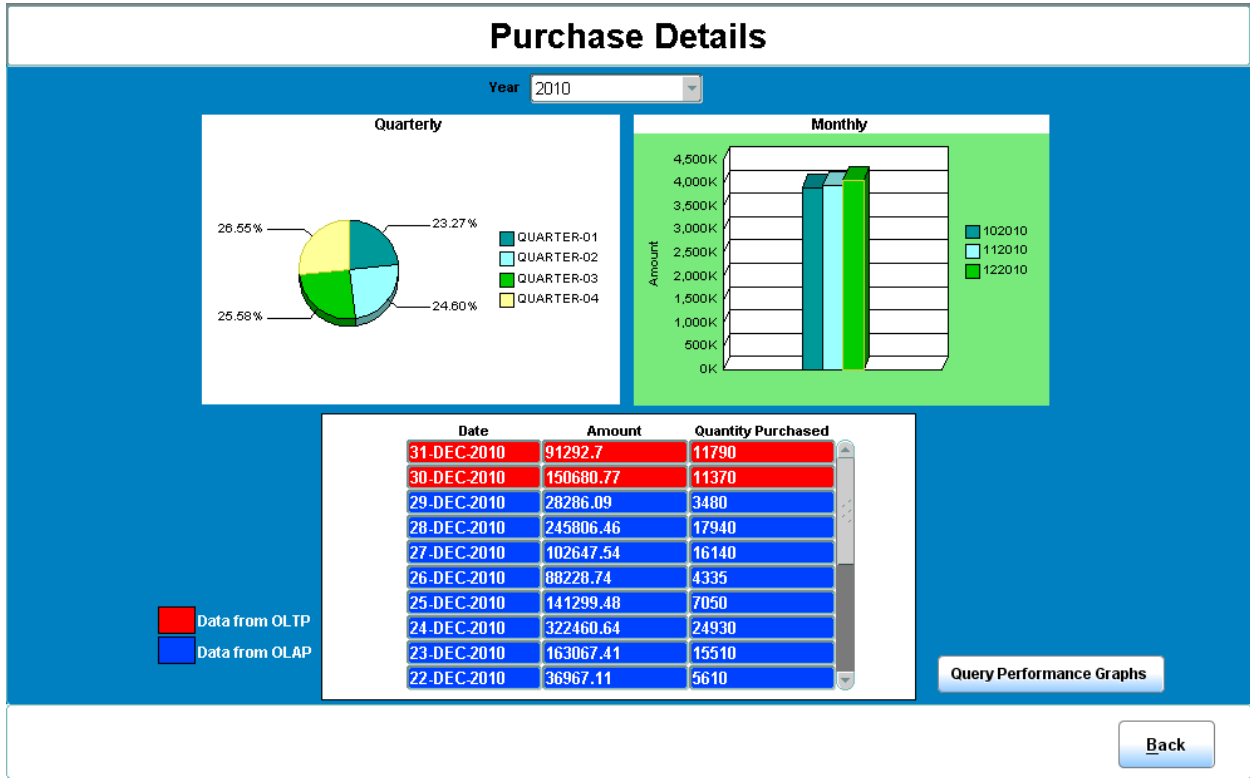 Purchase Details
Year 2010
Quarterly
26.55%
23.27%
25.58%
24.60%
QUARTER-01
QUARTER-02
QUARTER-03
QUARTER-04
Monthly
Amount
4,500K
4,000K
3,500K
3,000K
2,500K
2,000K
1,500K
1,000K
500K
0K
102010
112010
122010
Date Amount Quantity Purchased
31-DEC-2010 91292.7 11790
30-DEC-2010 150680.77 11370
29-DEC-2010 28286.09 3480
28-DEC-2010 245806.46 17940
27-DEC-2010 102647.54 16140
26-DEC-2010 88228.74 4335
25-DEC-2010 141299.48 7050
24-DEC-2010 322460.64 24930
23-DEC-2010 163067.41 15510
22-DEC-2010 36967.11 5610
Data from OLTP
Data from OLAP
Query Performance Graphs
Back